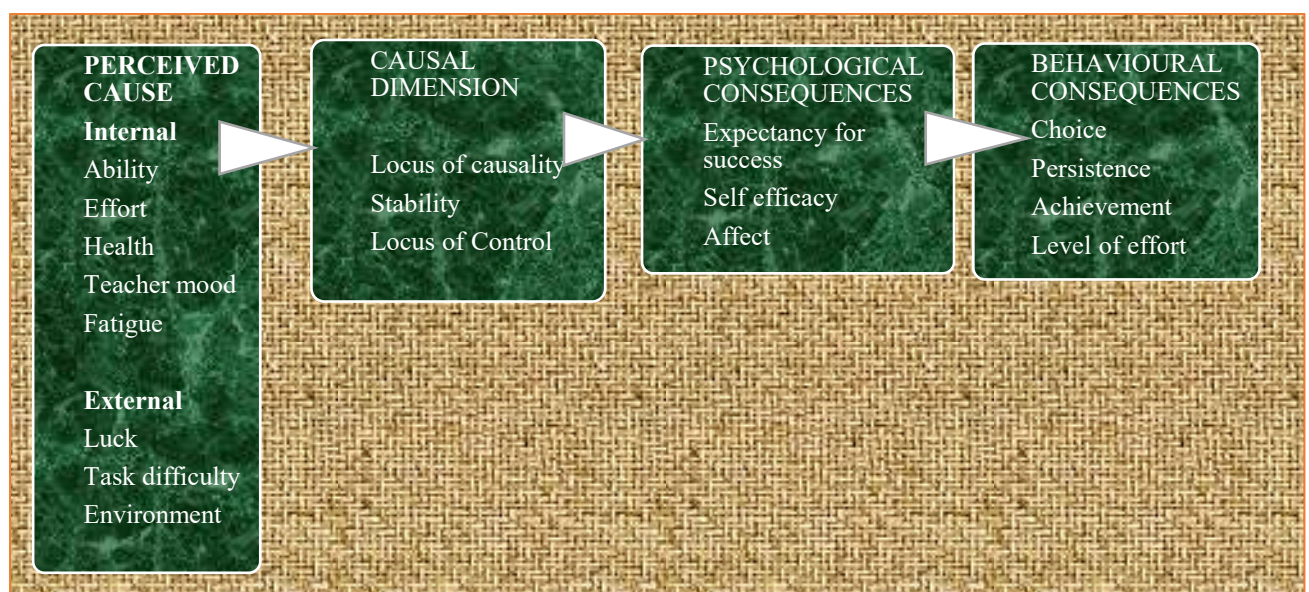 PERCEIVED
CAUSE
Internal
Ability
Effort
Health
Teacher mood
Fatigue
External
Luck
Task difficulty
Environment
CAUSAL
DIMENSION
Locus of causality
Stability
Locus of Control
PSYCHOLOGICAL
CONSEQUENCES
Expectancy for
success
Self efficacy
Affect
BEHAVIOURAL
CONSEQUENCES
Choice
Persistence
Achievement
Level of effort